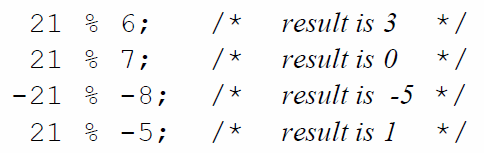 21 % 6; /* result is 3 */
21 % 7; /* result is 0 */
-21 % -8; /* result is -5 */
21 % -5; /* result is 1 */